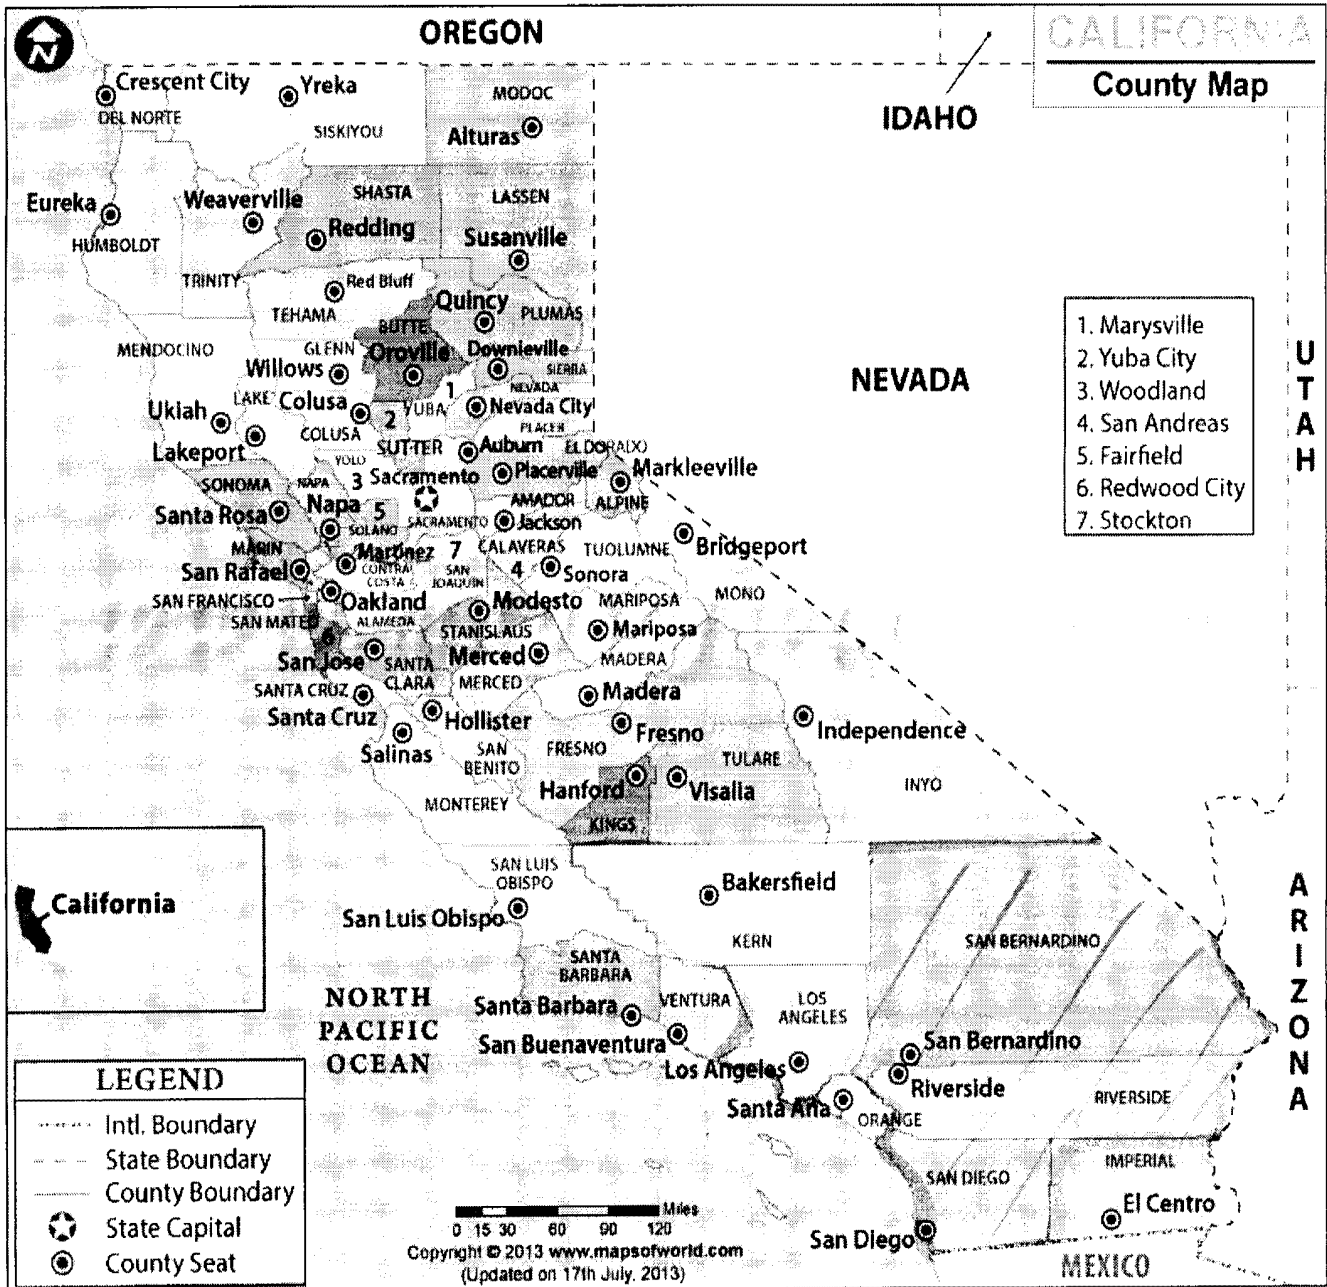 OREGON
CALIFORNIA
County Map
N
IDAHO
Crescent City
DEL NORTE
Yreka
SISKIYOU
MODOC
Alturas
Eureka
HUMBOLDT
Weaverville
TRINITY
SHASTA
Redding
LASSEN
Susanville
Red Bluff
TEHAMA
Quincy
PLUMAS
BUTTE
Oroville
MENDOCINO
GLENN
Willows
Downieville
SIERRA
NEVADA
Nevada City
1
YUBA
2
LAKE
Colusa
COLUSA
Ukiah
Lakeport
SUTTER
PLACER
Auburn
EL DORADO
Placerville
YOLO
3
Sacramento
SACRAMENTO
Markleeville
ALPINE
SONOMA
Santa Rosa
NAPA
Napa
5
SOLANO
AMADOR
Jackson
MARIN
San Rafael
Martinez
CONTRA
COSTA
7
SAN
JOAQUIN
CALAVERAS
4
TUOLUMNE
Sonora
Bridgeport
MONO
SAN FRANCISCO
Oakland
ALAMEDA
SAN MATEO
6
Modesto
STANISLAUS
MARIPOSA
Mariposa
San Jose
SANTA
CLARA
Merced
MERCED
MADERA
Madera
SANTA CRUZ
Santa Cruz
Hollister
SAN
BENITO
Salinas
MONTEREY
FRESNO
Fresno
Independence
INYO
TULARE
Visalia
Hanford
KINGS
SAN LUIS
OBISPO
San Luis Obispo
Bakersfield
KERN
SAN BERNARDINO
San Bernardino
SANTA
BARBARA
Santa Barbara
VENTURA
San Buenaventura
LOS
ANGELES
Los Angeles
Santa Ana
ORANGE
Riverside
RIVERSIDE
SAN DIEGO
San Diego
IMPERIAL
El Centro
MEXICO
NEVADA
UTAH
ARIZONA
1. Marysville
2. Yuba City
3. Woodland
4. San Andreas
5. Fairfield
6. Redwood City
7. Stockton
California
NORTH
PACIFIC
OCEAN
LEGEND
Intl. Boundary
State Boundary
County Boundary
State Capital
County Seat
Miles
0 15 30 60 90 120
Copyright © 2013 www.mapsofworld.com
(Updated on 17th July, 2013)